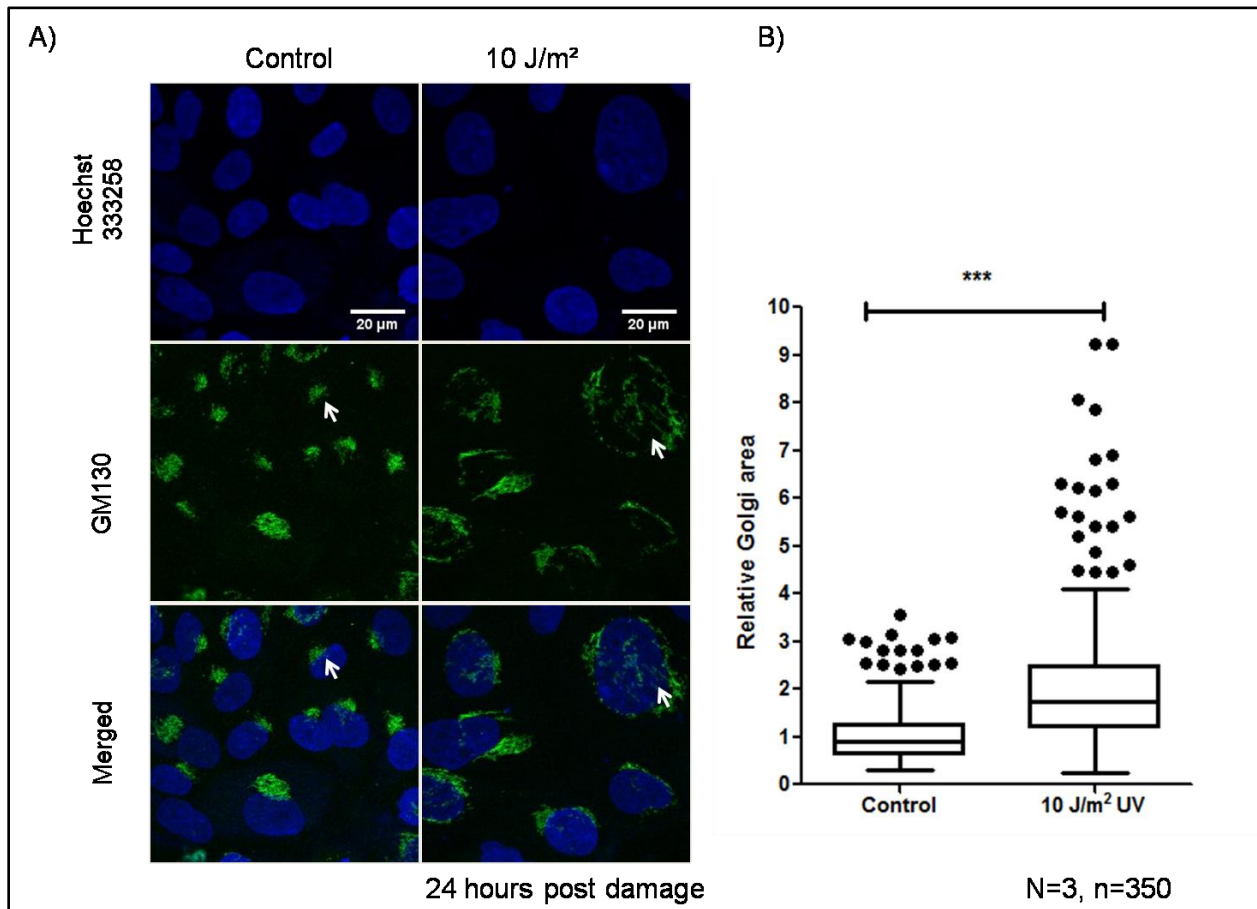 A)
Control
10 J/m²
Hoechst
333258
20 µm
20 µm
GM130
Merged
24 hours post damage
B)
***
Relative Golgi area
10
9
8
7
6
5
4
3
2
1
0
Control
10 J/m² UV
N=3, n=350